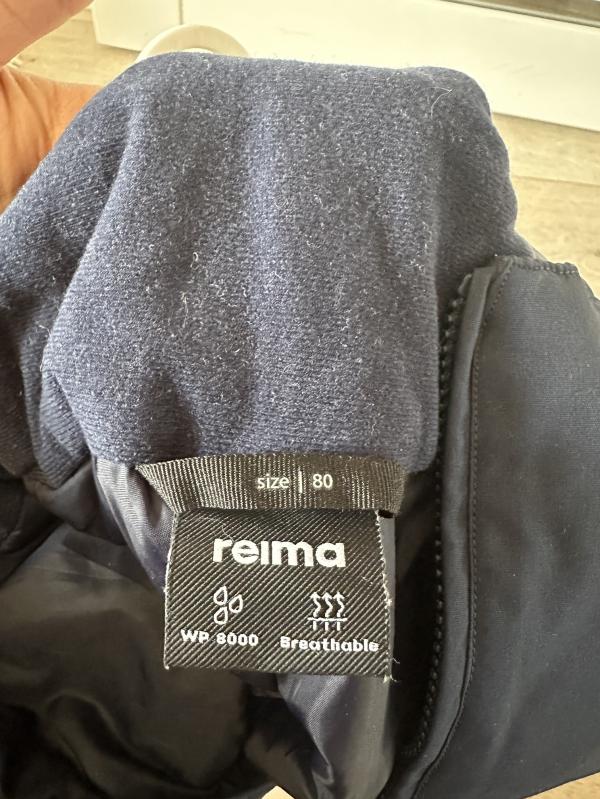 size | 80
reima
WP 8000
Breathable